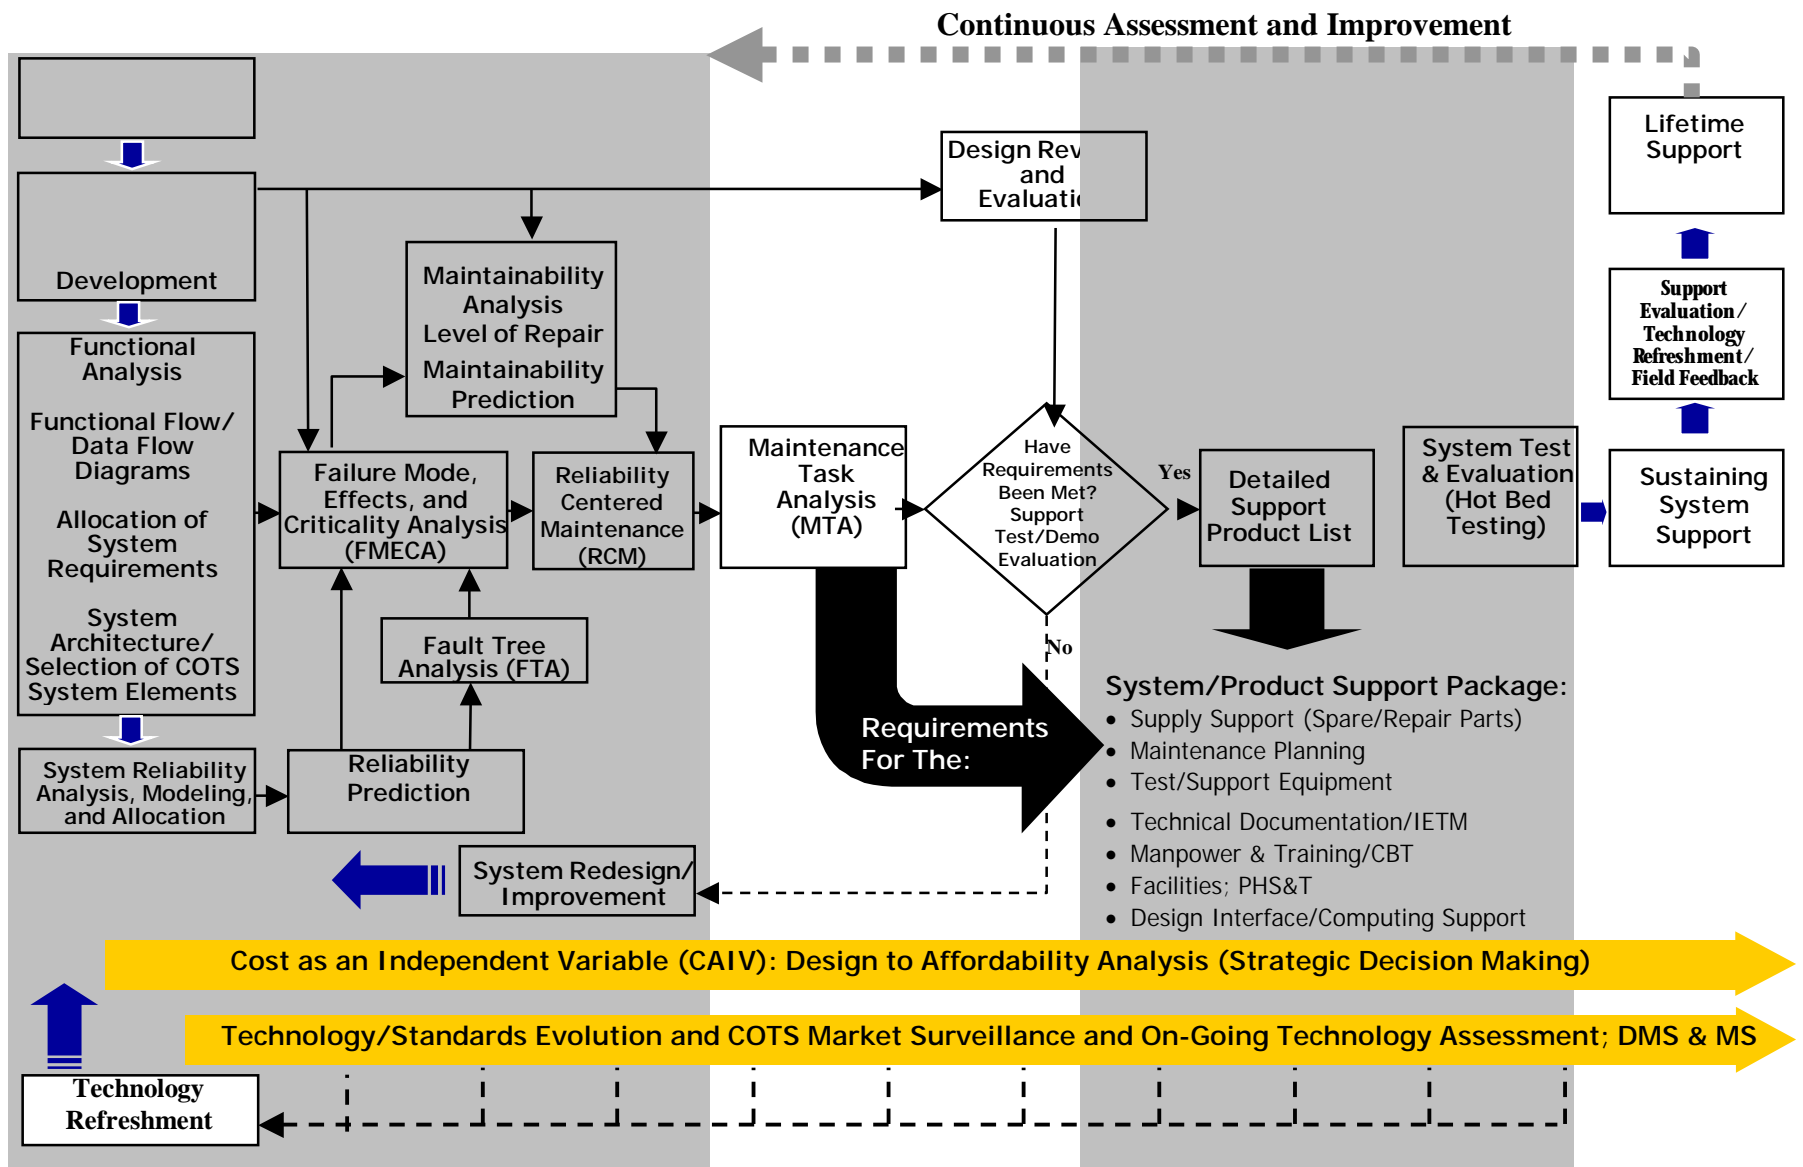 Continuous Assessment and Improvement
Development
Functional
Analysis
Functional Flow/
Data Flow
Diagrams
Allocation of
System
Requirements
System
Architecture/
Selection of COTS
System Elements
System Reliability
Analysis, Modeling,
and Allocation
Maintainability
Analysis
Level of Repair
Maintainability
Prediction
Failure Mode,
Effects, and
Criticality Analysis
(FMECA)
Reliability
Centered
Maintenance
(RCM)
Fault Tree
Analysis (FTA)
Reliability
Prediction
System Redesign/
Improvement
Maintenance
Task
Analysis
(MTA)
Design Rev
and
Evaluati
Have
Requirements
Been Met?
Support
Test/Demo
Evaluation
Yes
No
Detailed
Support
Product List
System Test
& Evaluation
(Hot Bed
Testing)
Sustaining
System
Support
Support
Evaluation/
Technology
Refreshment/
Field Feedback
Lifetime
Support
Requirements
For The:
System/Product Support Package:
• Supply Support (Spare/Repair Parts)
• Maintenance Planning
• Test/Support Equipment
• Technical Documentation/IETM
• Manpower & Training/CBT
• Facilities; PHS&T
• Design Interface/Computing Support
Cost as an Independent Variable (CAIV): Design to Affordability Analysis (Strategic Decision Making)
Technology/Standards Evolution and COTS Market Surveillance and On-Going Technology Assessment; DMS & MS
Technology
Refreshment